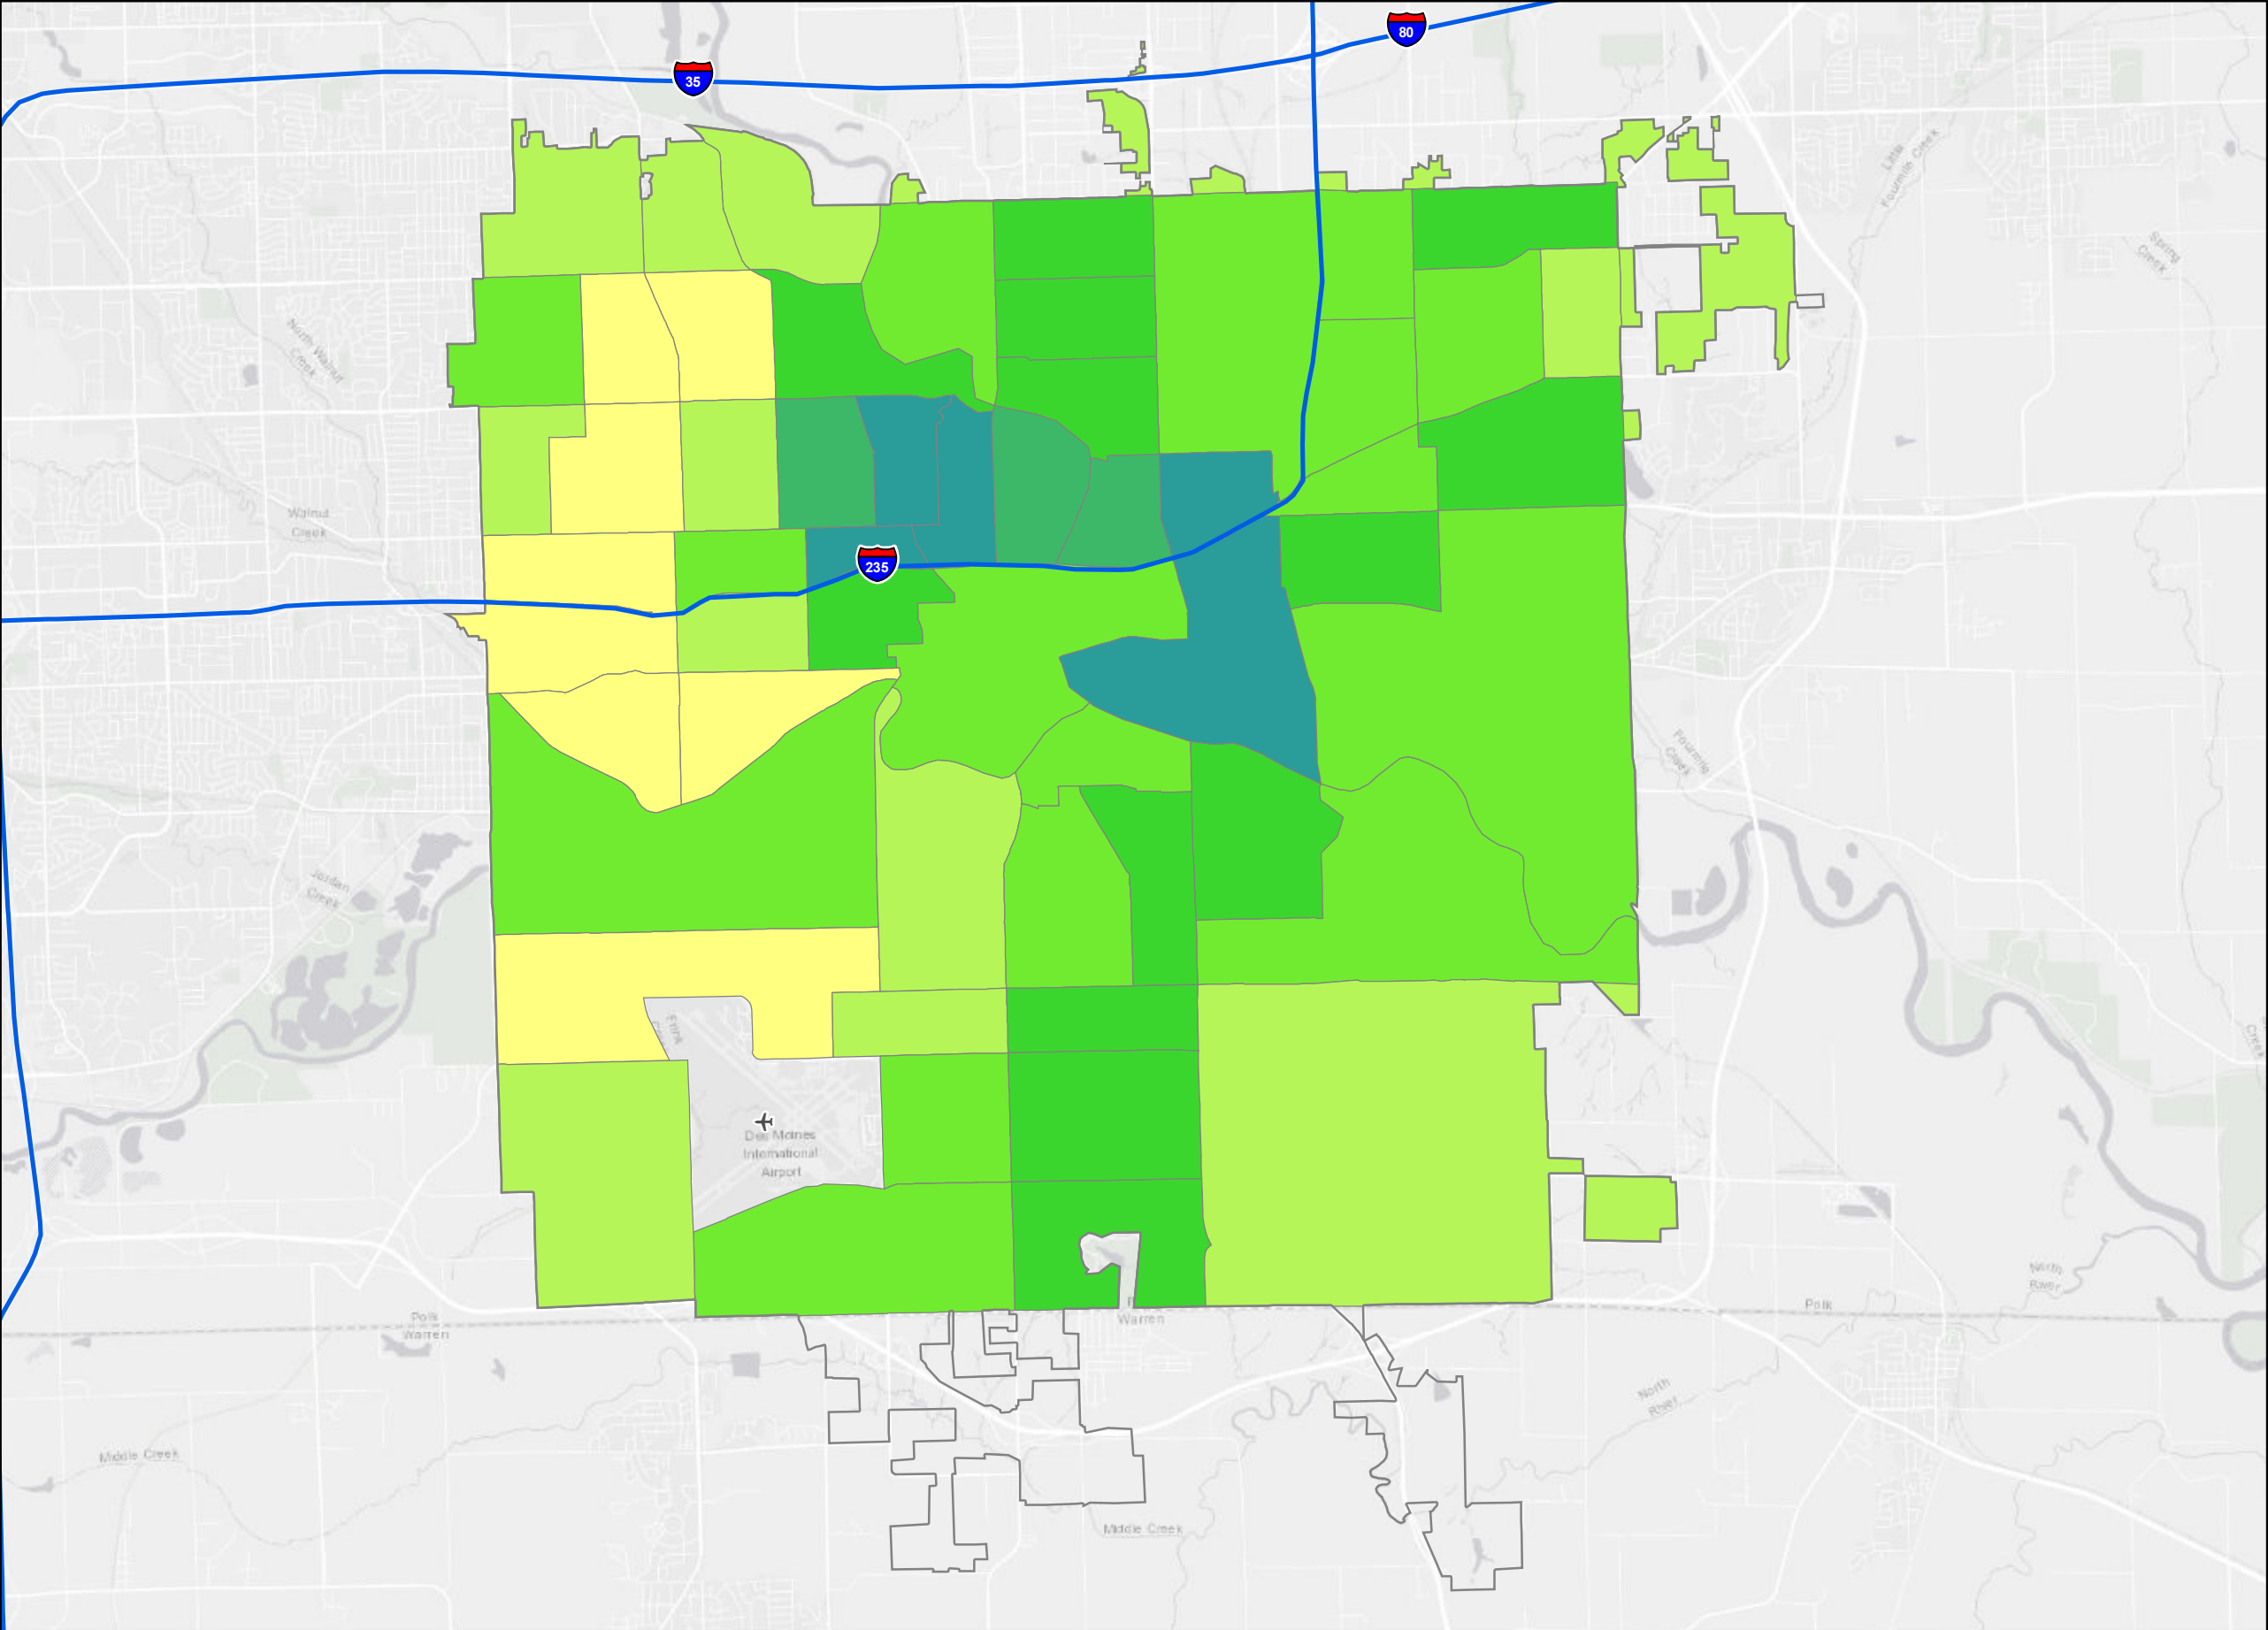 80
35
Little
Fourmile Creek
Spring
Creek
North Walnut
Creek
Walnut
Creek
235
Fourmile
Creek
Jordan
Creek
Creek
Des Moines
International
Airport
North
River
Polk
Warren
Polk
Warren
North
River
Middle Creek
Middle Creek